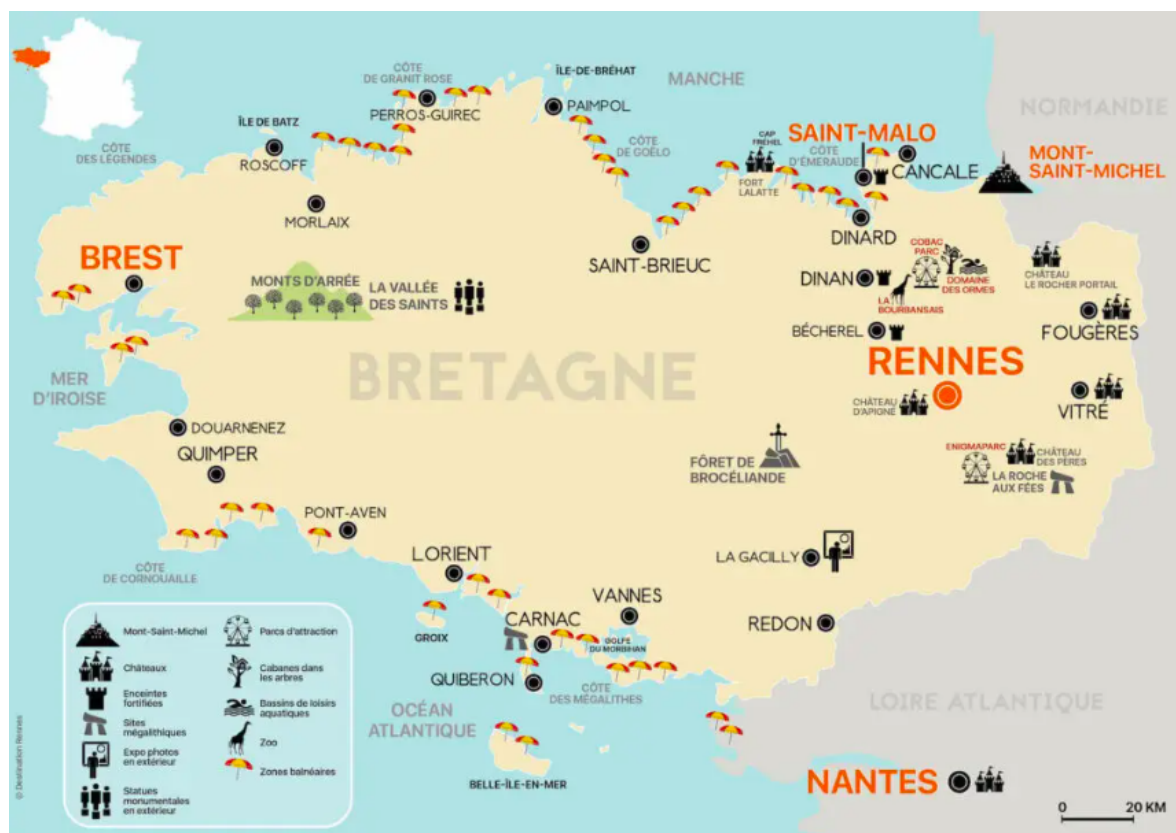 ÎLE-DE-BRÉHAT
CÔTE
DE GRANIT ROSE
MANCHE
NORMANDIE
PERROS-GUIREC
PAIMPOL
ÎLE DE BATZ
CÔTE
DES LÉGENDES
ROSCOFF
CÔTE
DE GOËLO
CAP
FRÉHEL
FORT
LALATTE
SAINT-MALO
CÔTE
D'ÉMERAUDE
CANCALE
MONT-
SAINT-MICHEL
MORLAIX
DINARD
SAINT-BRIEUC
BREST
MONTS D'ARRÉE
LA VALLÉE
DES SAINTS
DINAN
COBAC
PARC
DOMAINE
DES ORMES
LA
BOURBANSAIS
CHÂTEAU
LE ROCHER PORTAIL
BÉCHEREL
FOUGÈRES
BRETAGNE
RENNES
MER
D'IROISE
CHÂTEAU
D'APIGNÉ
VITRÉ
DOUARNENEZ
QUIMPER
FÔRET DE
BROCÉLIANDE
ENIGMAPARC
CHÂTEAU
DES PÈRES
LA ROCHE
AUX FÉES
PONT-AVEN
LORIENT
LA GACILLY
CÔTE
DE CORNOUAILLE
VANNES
REDON
GROIX
CARNAC
GOLFE
DU MORBIHAN
QUIBERON
CÔTE
DES MÉGALITHES
OCÉAN
ATLANTIQUE
LOIRE ATLANTIQUE
BELLE-ÎLE-EN-MER
NANTES
0 20 KM
Mont-Saint-Michel
Châteaux
Enceintes
fortifiées
Sites
mégalithiques
Expo photos
en extérieur
Statues
monumentales
en extérieur
Parcs d'attraction
Cabanes dans
les arbres
Bassins de loisirs
aquatiques
Zoo
Zones balnéaires
© Destination Rennes